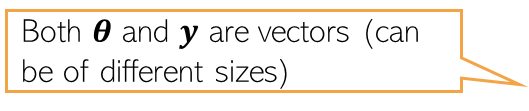 Both 𝜽 and 𝒚 are vectors (can
be of different sizes)